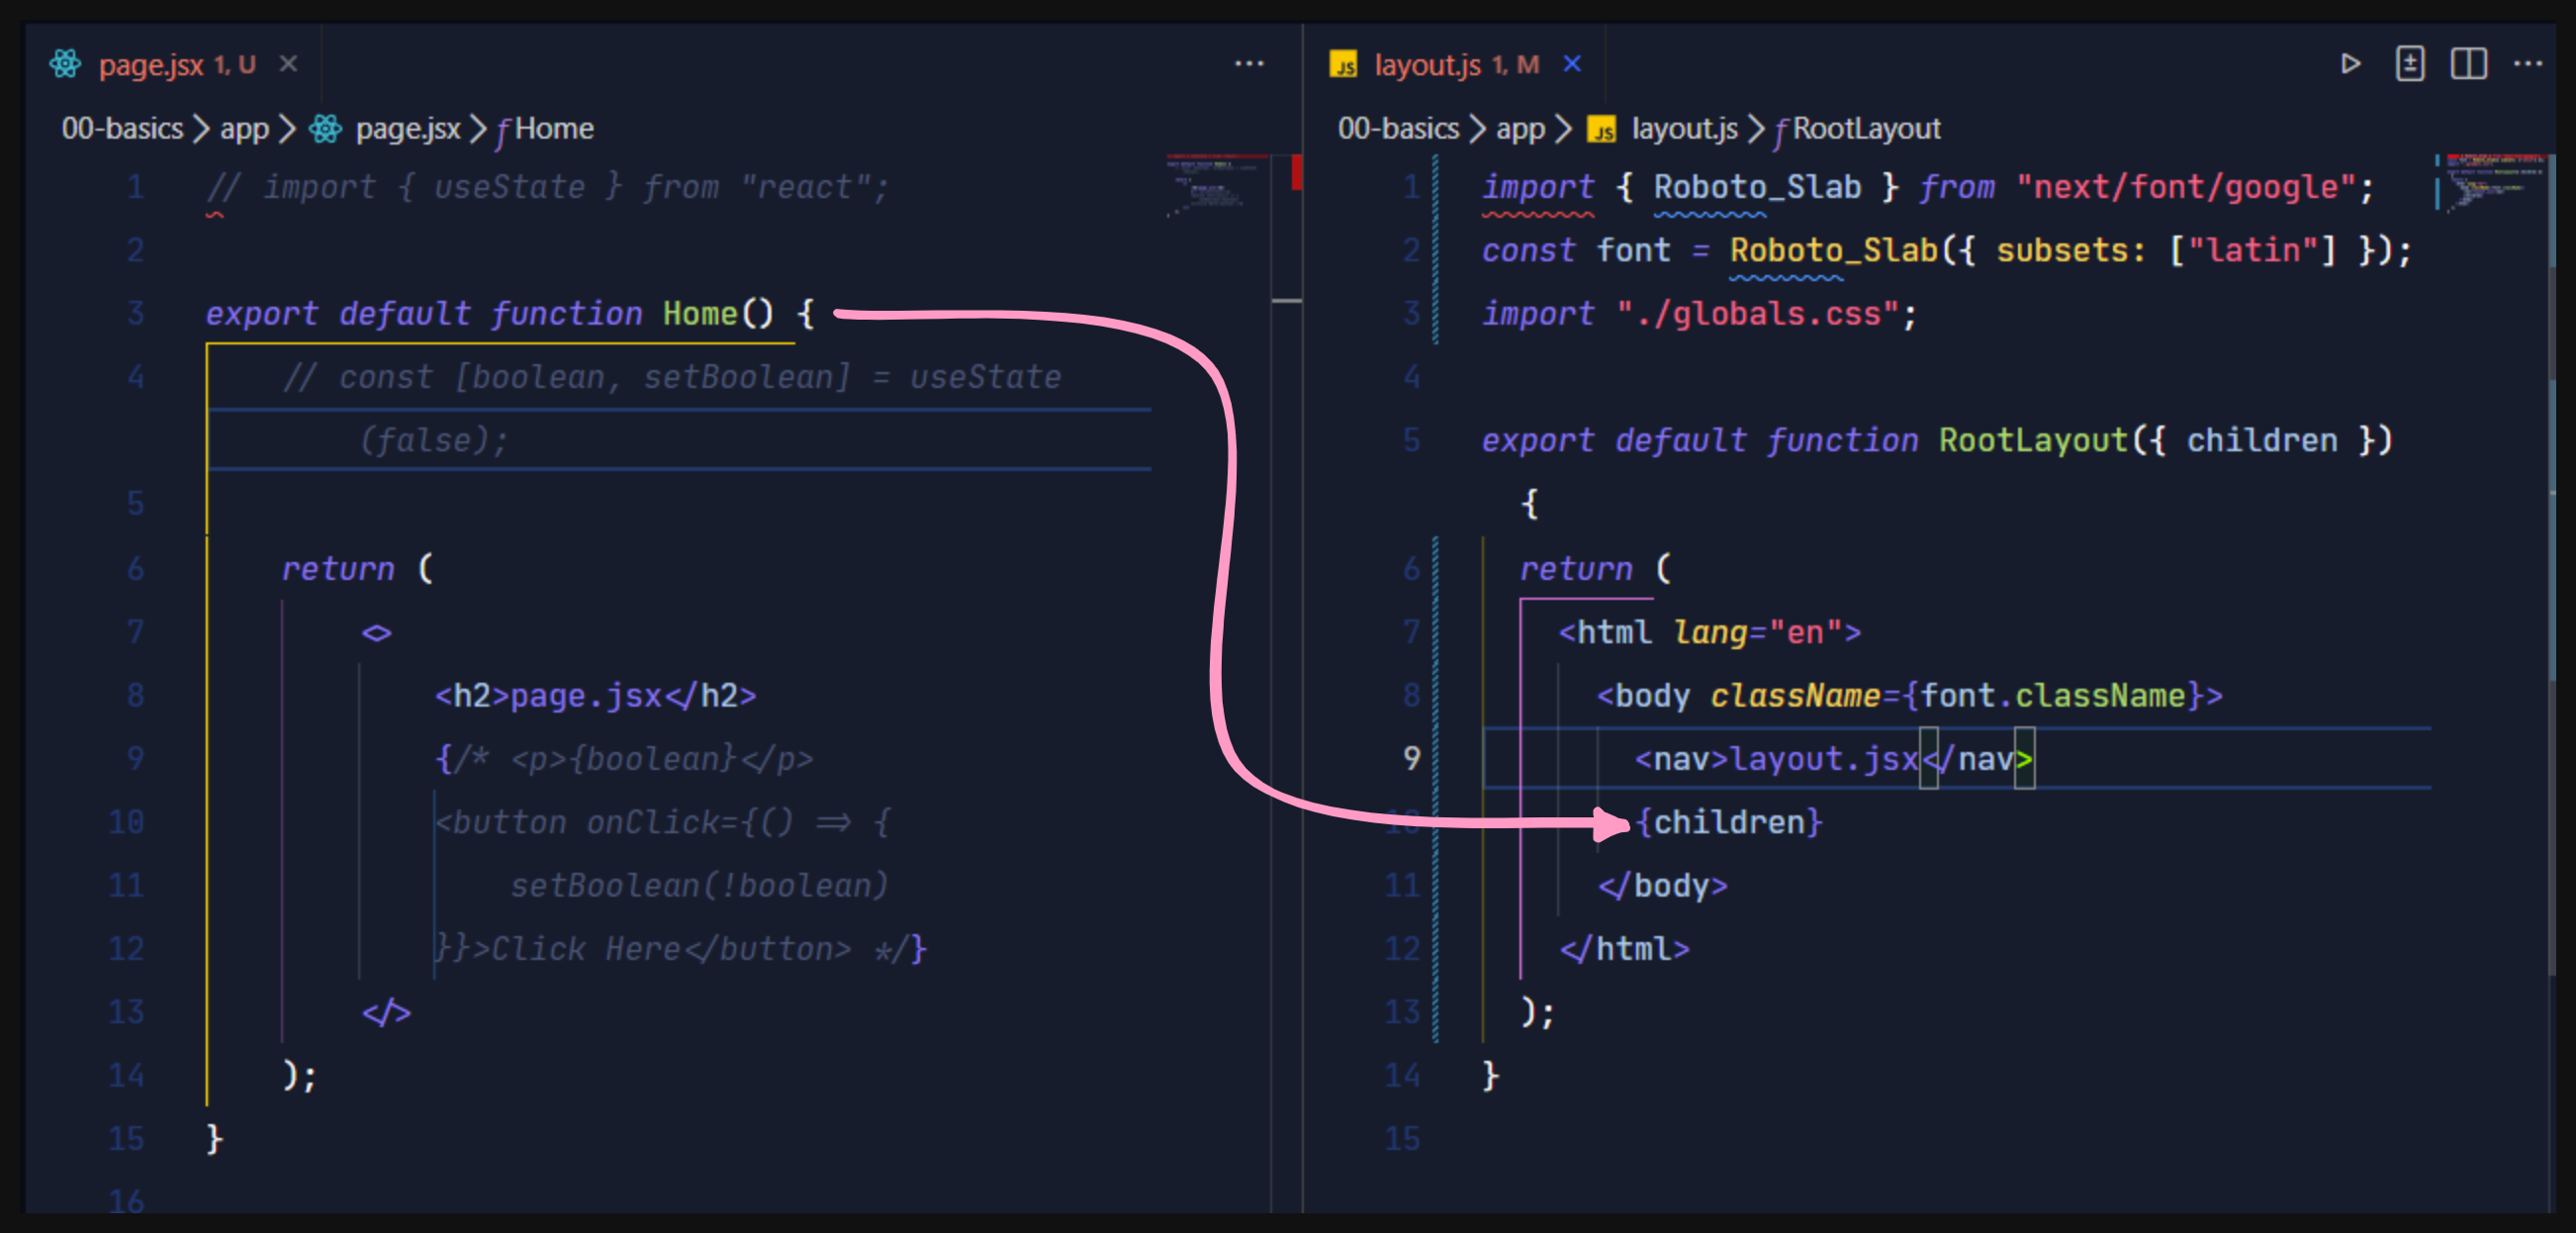 page.jsx 1, U
00-basics > app > page.jsx > Home
1 // import { useState } from "react";
2
3 export default function Home() {
4 // const [boolean, setBoolean] = useState
(false);
5
6 return (
7 <>
8 <h2>page.jsx</h2>
9 {/* <p>{boolean}</p>
10 <button onClick={() => {
11 setBoolean(!boolean)
12 }}>Click Here</button> */}
13 </>
14 );
15 }
16
layout.js 1, M
00-basics > app > JS layout.js > RootLayout
1 import { Roboto_Slab } from "next/font/google";
2 const font = Roboto_Slab({ subsets: ["latin"] });
3 import "./globals.css";
4
5 export default function RootLayout({ children })
{
6 return (
7 <html lang="en">
8 <body className={font.className}>
9 <nav>layout.jsx</nav>
10 {children}
11 </body>
12 </html>
13 );
14 }
15